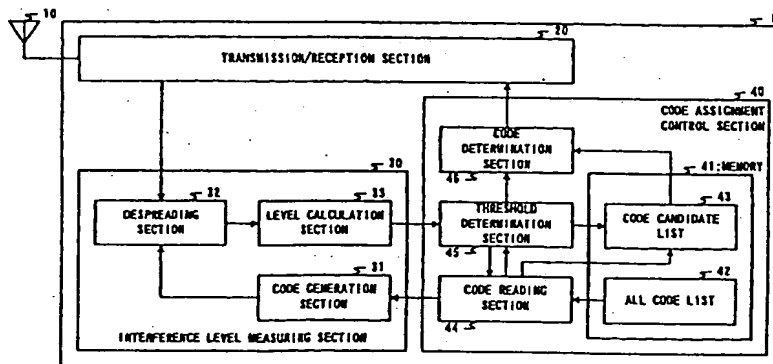 10
20
TRANSMISSION/RECEPTION SECTION
40
CODE ASSIGNMENT
CONTROL SECTION
CODE
DETERMINATION
SECTION
46
41:MEMORY
30
32
DESPREADING
SECTION
33
LEVEL CALCULATION
SECTION
THRESHOLD
DETERMINATION
SECTION
45
43
CODE CANDIDATE
LIST
31
CODE GENERATION
SECTION
CODE READING
SECTION
44
42
ALL CODE LIST
INTERFERENCE LEVEL MEASURING SECTION